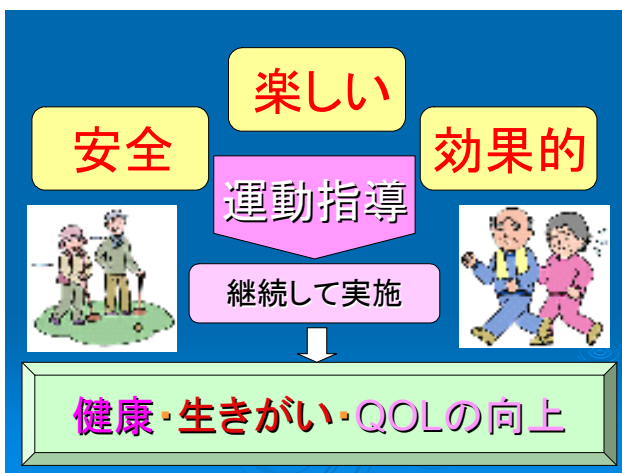 楽しい
安全
効果的
運動指導
継続して実施
健康・生きがい・QOLの向上